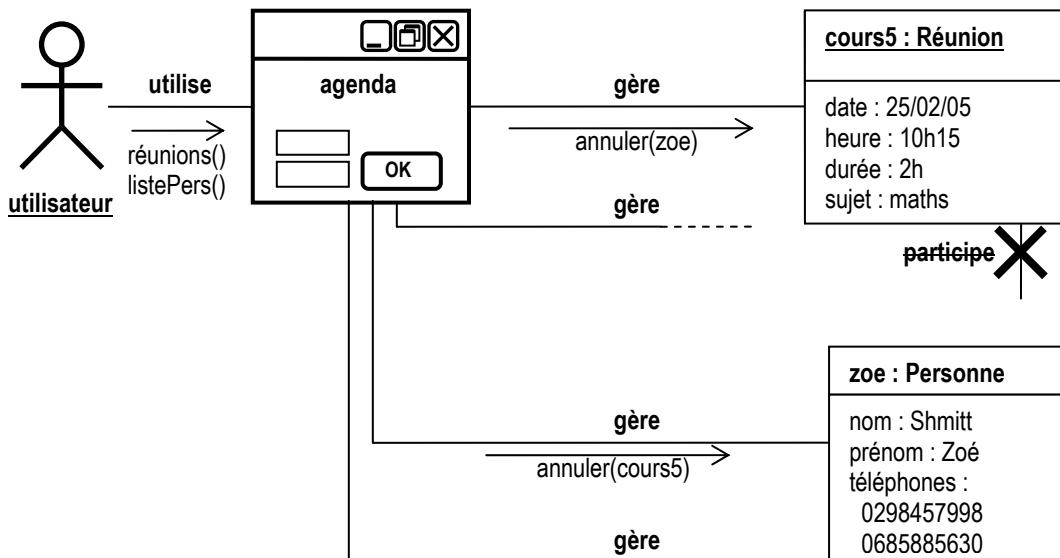 utilise
agenda
réunions()
listePers()
utilisateur
OK
gère
annuler(zoe)
gère
cours5 : Réunion
date : 25/02/05
heure : 10h15
durée : 2h
sujet : maths
participe
gère
annuler(cours5)
gère
zoe : Personne
nom : Shmitt
prénom : Zoé
téléphones :
0298457998
0685885630